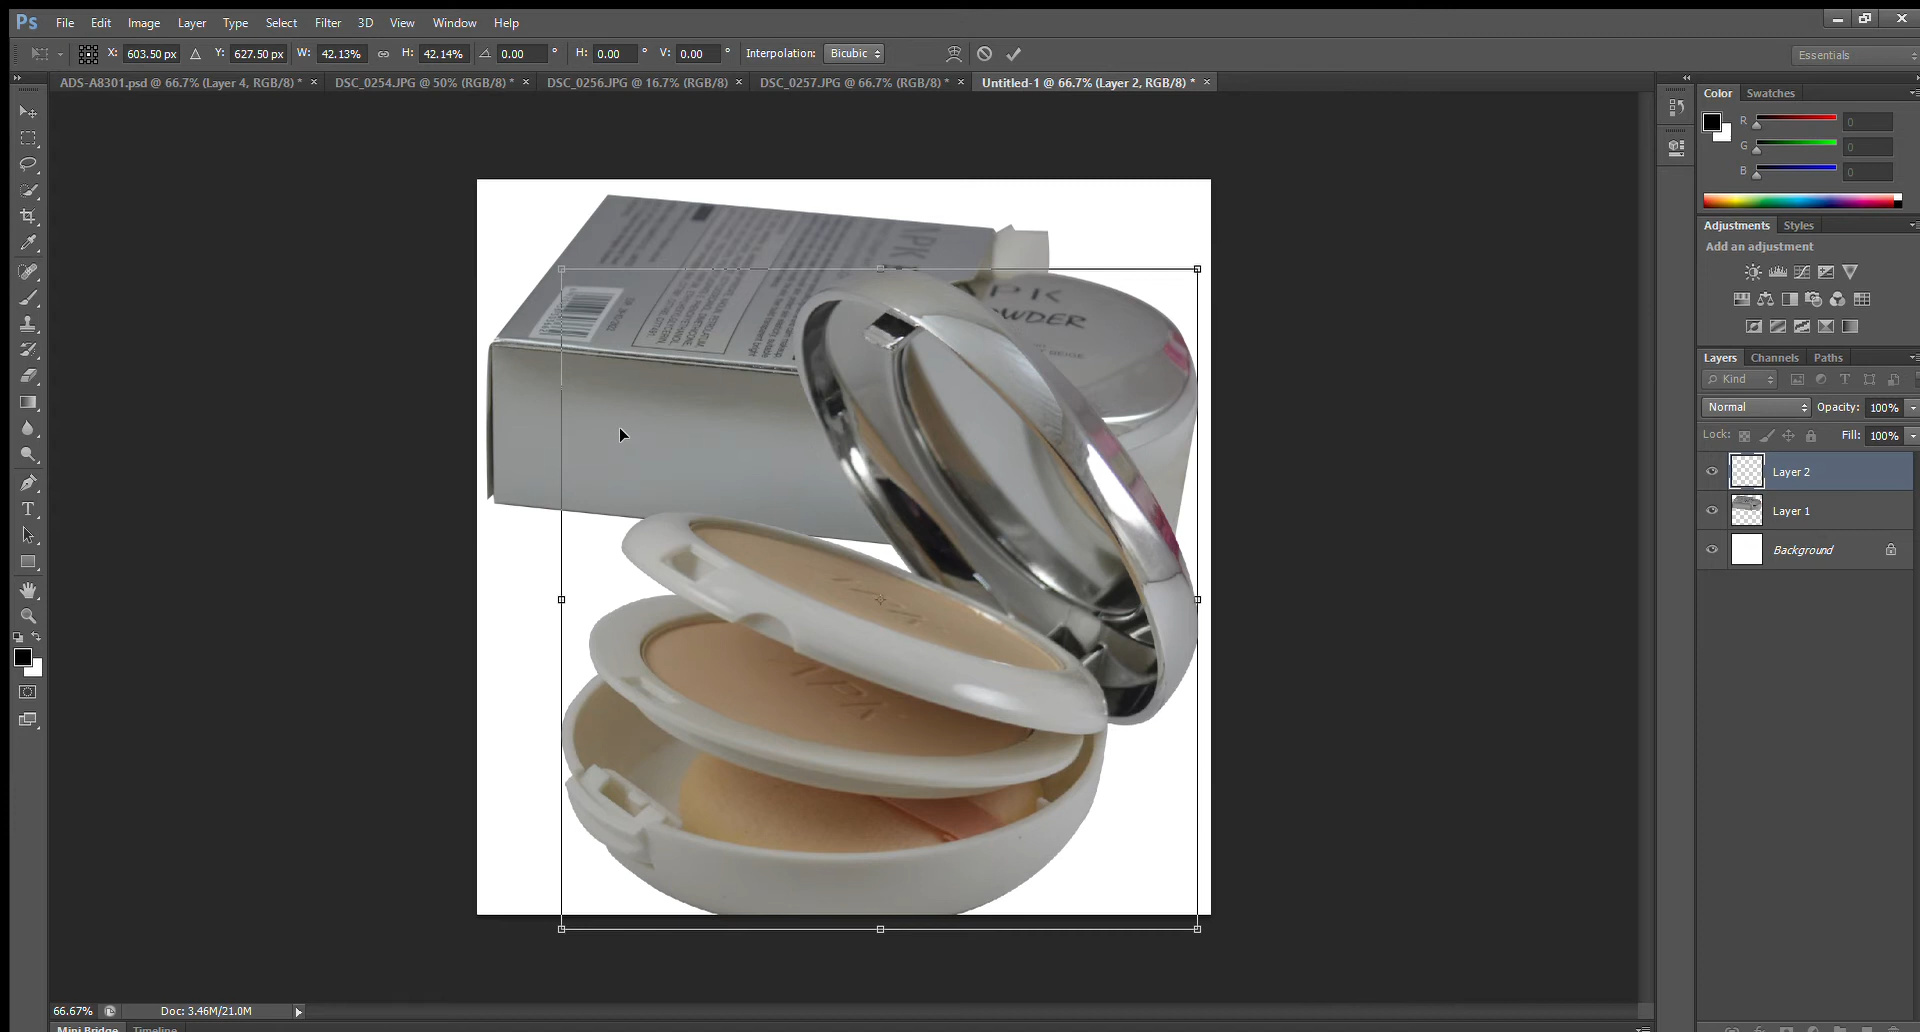 Ps File Edit Image Layer Type Select Filter 3D View Window Help
X: 603.50 px Y: 627.50 px W: 42.13% H: 42.14% 0.00 ° H: 0.00 ° V: 0.00 ° Interpolation: Bicubic Essentials
ADS-A8301.psd @ 66.7% (Layer 4, RGB/8) * × DSC_0254.JPG @ 50% (RGB/8) * × DSC_0256.JPG @ 16.7% (RGB/8) × DSC_0257.JPG @ 66.7% (RGB/8) * × Untitled-1 @ 66.7% (Layer 2, RGB/8) * ×
Color Swatches
R 0
G 0
B 0
Adjustments Styles
Add an adjustment
Layers Channels Paths
Kind
Normal Opacity: 100%
Lock: Fill: 100%
Layer 2
Layer 1
Background
APK
PK
OWDER
BEIGE
66.67% Doc: 3.46M/21.0M
Mini Bridge Timeline